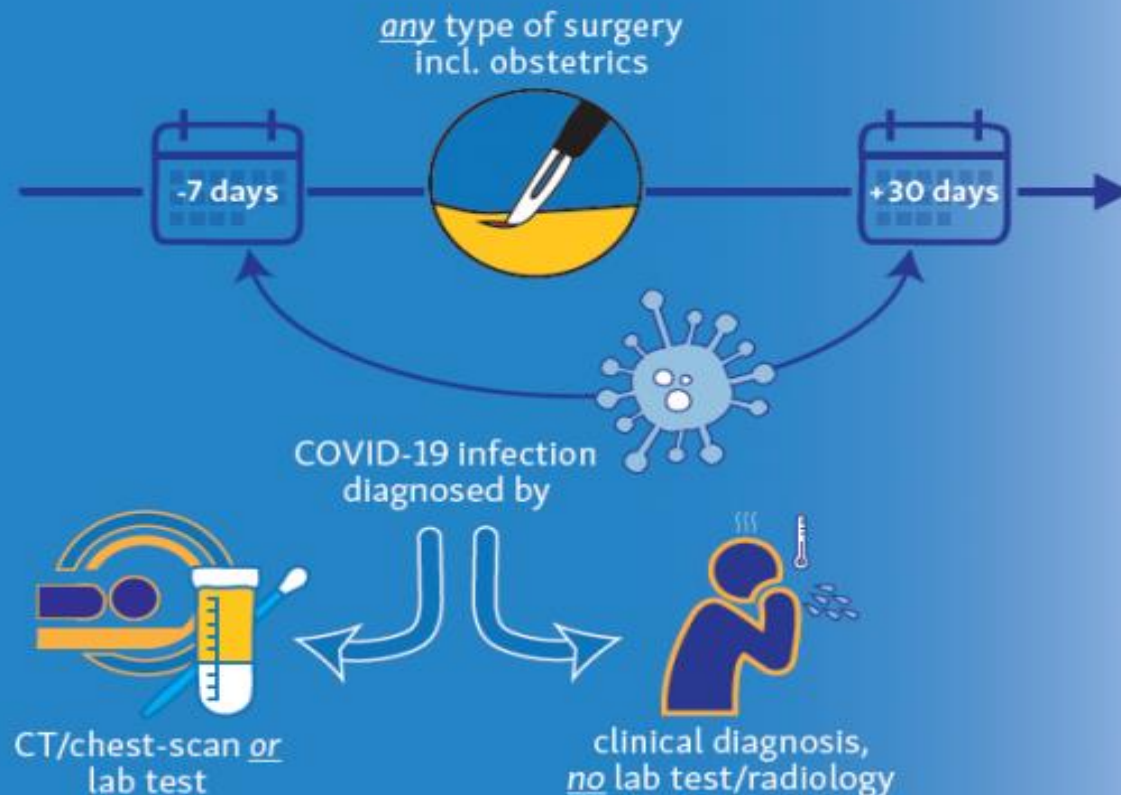 any type of surgery
incl. obstetrics
-7 days
+30 days
COVID-19 infection
diagnosed by
CT/chest-scan or
lab test
clinical diagnosis,
no lab test/radiology